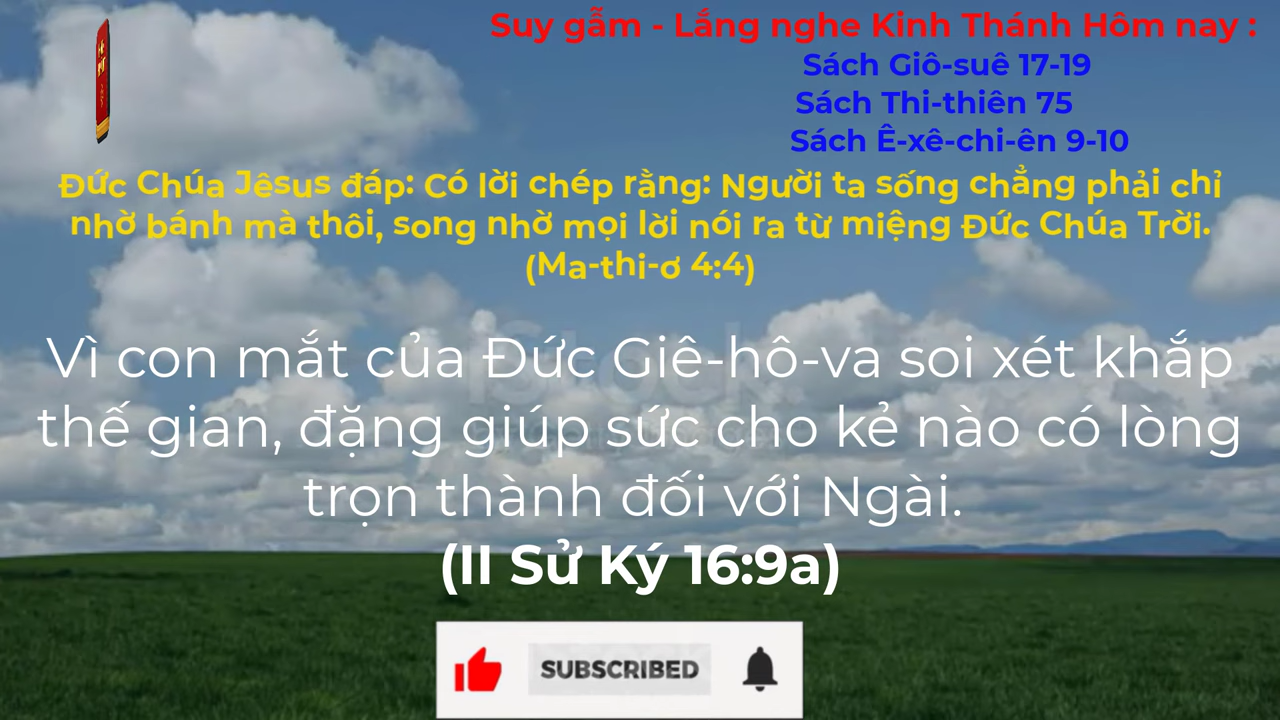 Suy gẫm - Lắng nghe Kinh Thánh Hôm nay :
Sách Giô-suê 17-19
Sách Thi-thiên 75
Sách Ê-xê-chi-ên 9-10
Đức Chúa Jêsus đáp: Có lời chép rằng: Người ta sống chẳng phải chỉ
nhờ bánh mà thôi, song nhờ mọi lời nói ra từ miệng Đức Chúa Trời.
(Ma-thi-ơ 4:4)
Vì con mắt của Đức Giê-hô-va soi xét khắp
thế gian, đặng giúp sức cho kẻ nào có lòng
trọn thành đối với Ngài.
(II Sử Ký 16:9a)
SUBSCRIBED